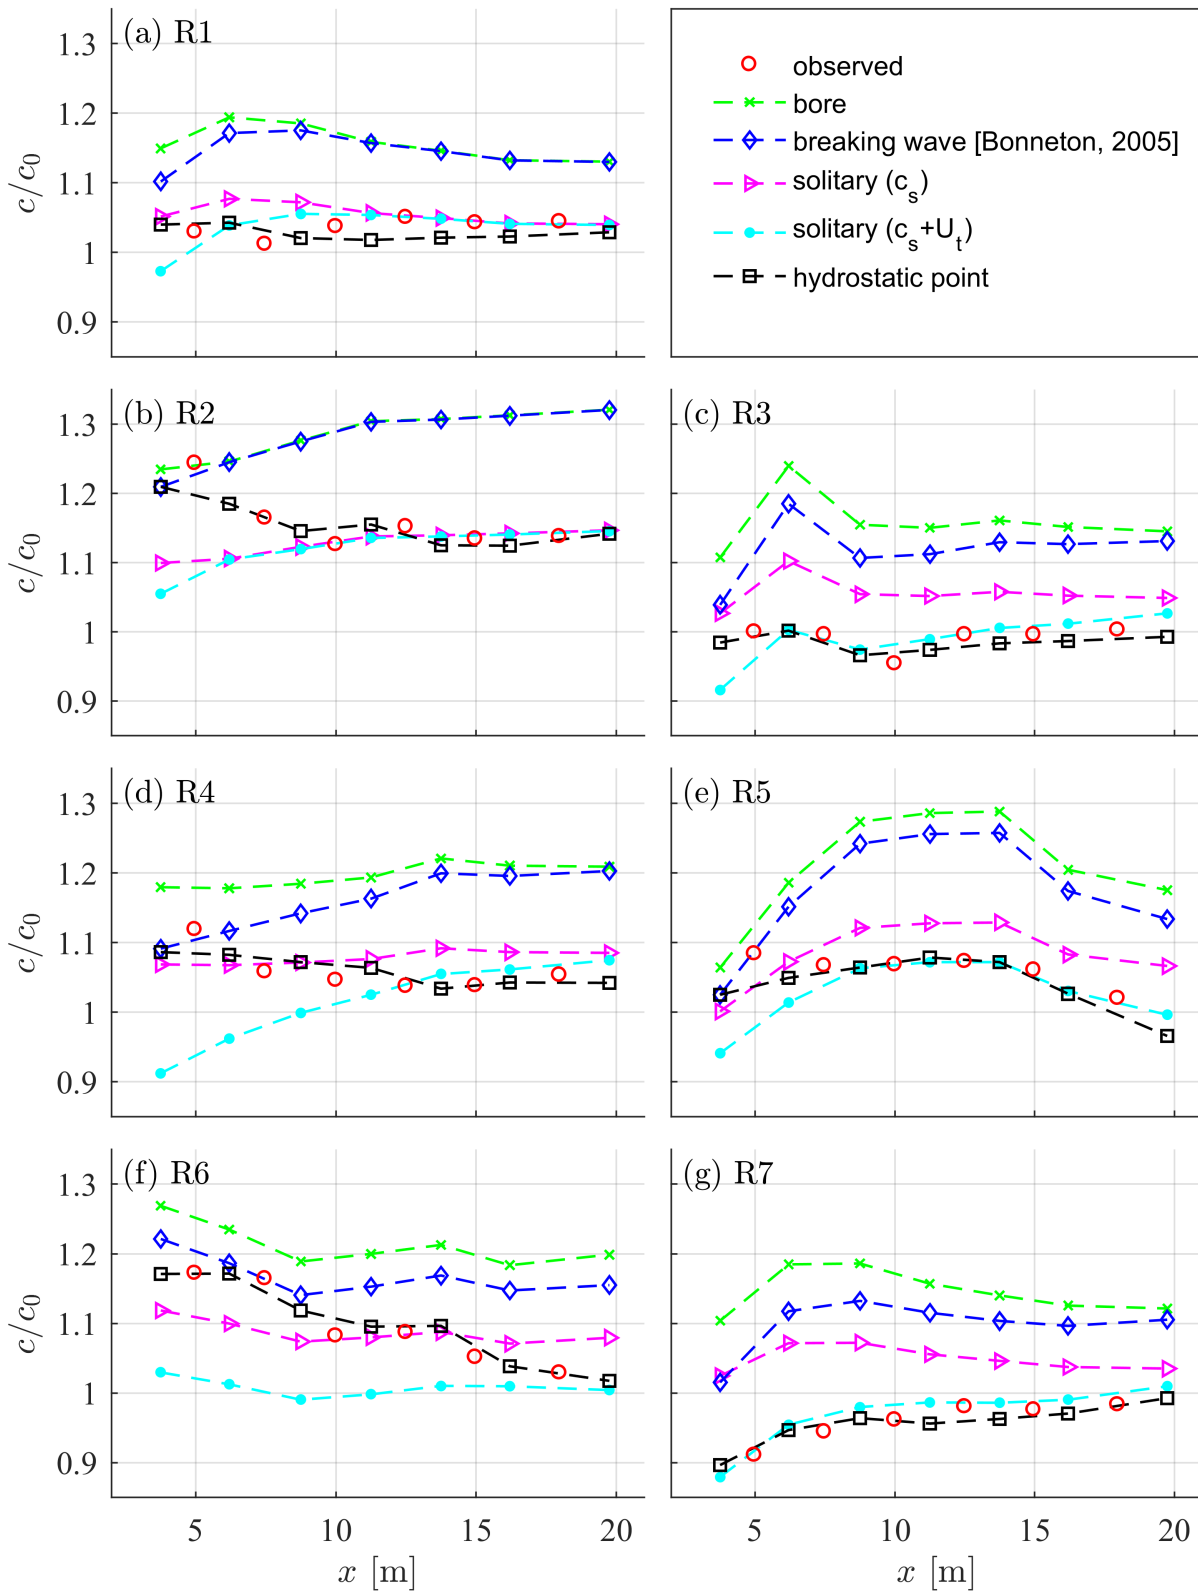 (a) R1
1.3
1.2
1.1
1
0.9
c/c0
observed
bore
breaking wave [Bonneton, 2005]
solitary (cs)
solitary (cs+Ut)
hydrostatic point
(b) R2
1.3
1.2
1.1
1
0.9
c/c0
(c) R3
(d) R4
1.3
1.2
1.1
1
0.9
c/c0
(e) R5
(f) R6
1.3
1.2
1.1
1
0.9
c/c0
5 10 15 20
x [m]
(g) R7
5 10 15 20
x [m]